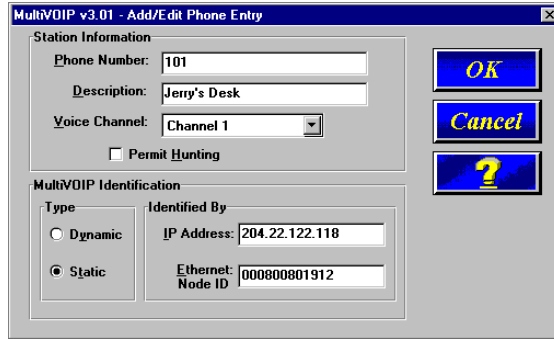 MultiVOIP v3.01 - Add/Edit Phone Entry
Station Information
Phone Number: 101
Description: Jerry's Desk
Voice Channel: Channel 1
Permit Hunting
OK
Cancel
?
MultiVOIP Identification
Type
Dynamic
Static
Identified By
IP Address: 204.22.122.118
Ethernet: 000800801912
Node ID